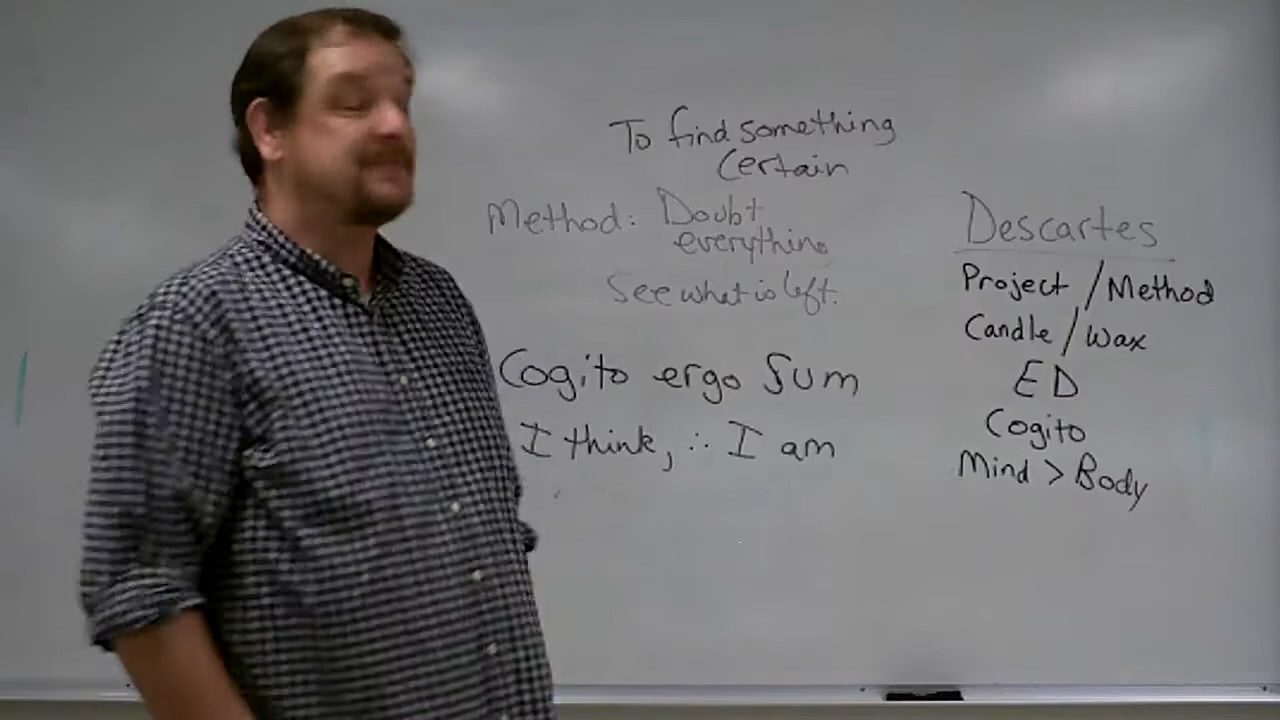 To find something
certain
Method: Doubt
everything
See what is left.
Cogito ergo Sum
I think, ∴ I am
Descartes
Project / Method
Candle / Wax
ED
Cogito
Mind > Body